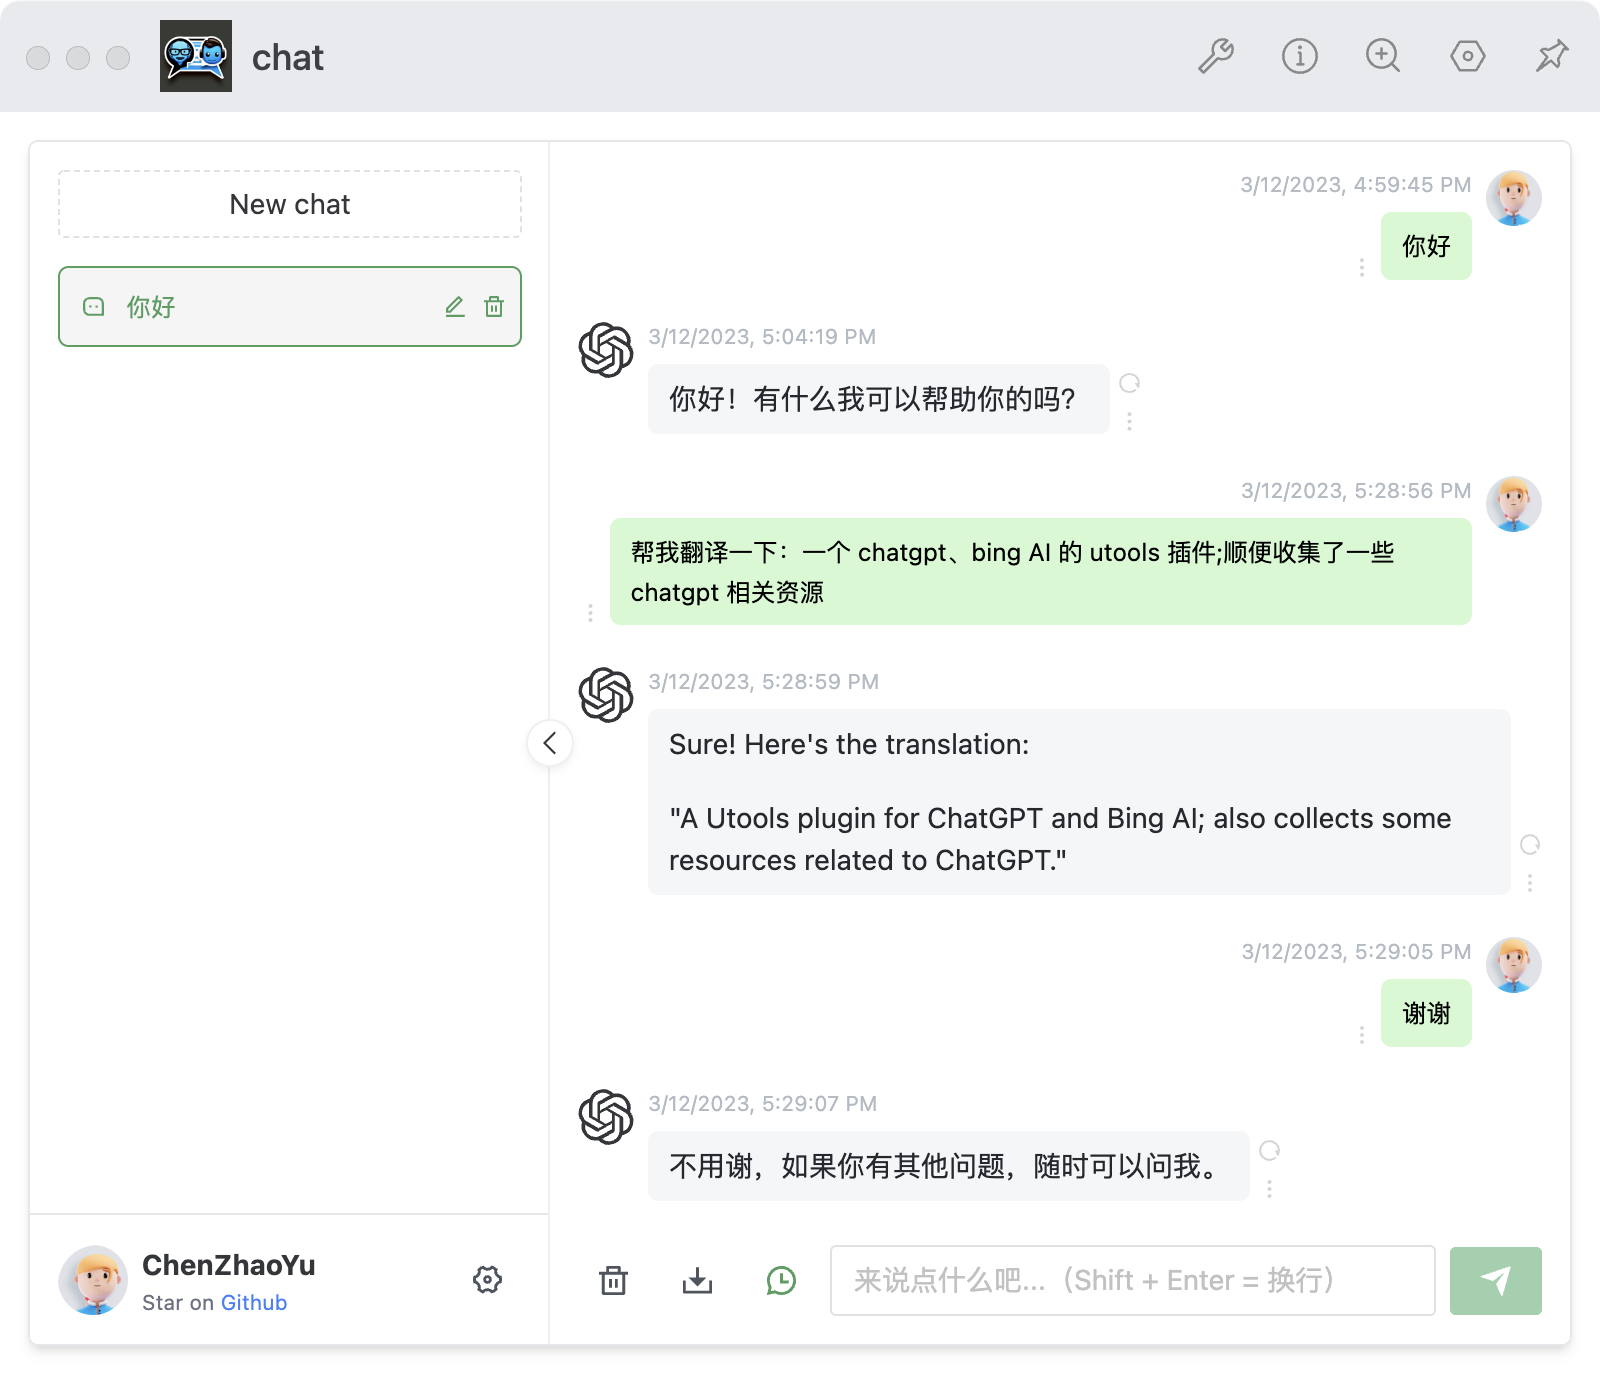 chat
New chat
你好
3/12/2023, 4:59:45 PM
你好
3/12/2023, 5:04:19 PM
你好！有什么我可以帮助你的吗?
3/12/2023, 5:28:56 PM
帮我翻译一下：一个 chatgpt、bing AI 的 utools 插件;顺便收集了一些
chatgpt 相关资源
3/12/2023, 5:28:59 PM
Sure! Here's the translation:
"A Utools plugin for ChatGPT and Bing AI; also collects some
resources related to ChatGPT."
3/12/2023, 5:29:05 PM
谢谢
3/12/2023, 5:29:07 PM
不用谢，如果你有其他问题，随时可以问我。
ChenZhaoYu
Star on Github
来说点什么吧...（Shift + Enter = 换行）